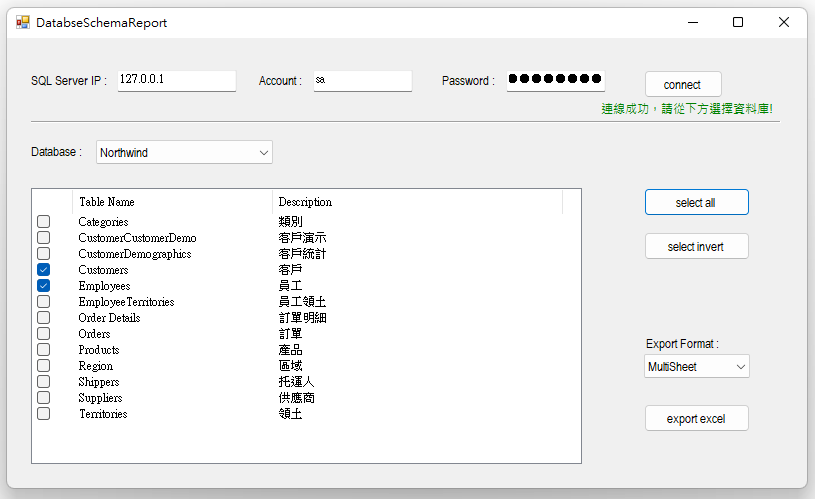 DatabseSchemaReport
SQL Server IP : 127.0.0.1 Account : sa Password : ●●●●●●●● connect
連線成功，請從下方選擇資料庫!
Database : Northwind
Table Name Description
select all
Categories 類別
CustomerCustomerDemo 客戶演示
CustomerDemographics 客戶統計
select invert
Customers 客戶
Employees 員工
EmployeeTerritories 員工領土
Order Details 訂單明細
Orders 訂單
Export Format :
Products 產品
Region 區域
MultiSheet
Shippers 托運人
Suppliers 供應商
Territories 領土
export excel